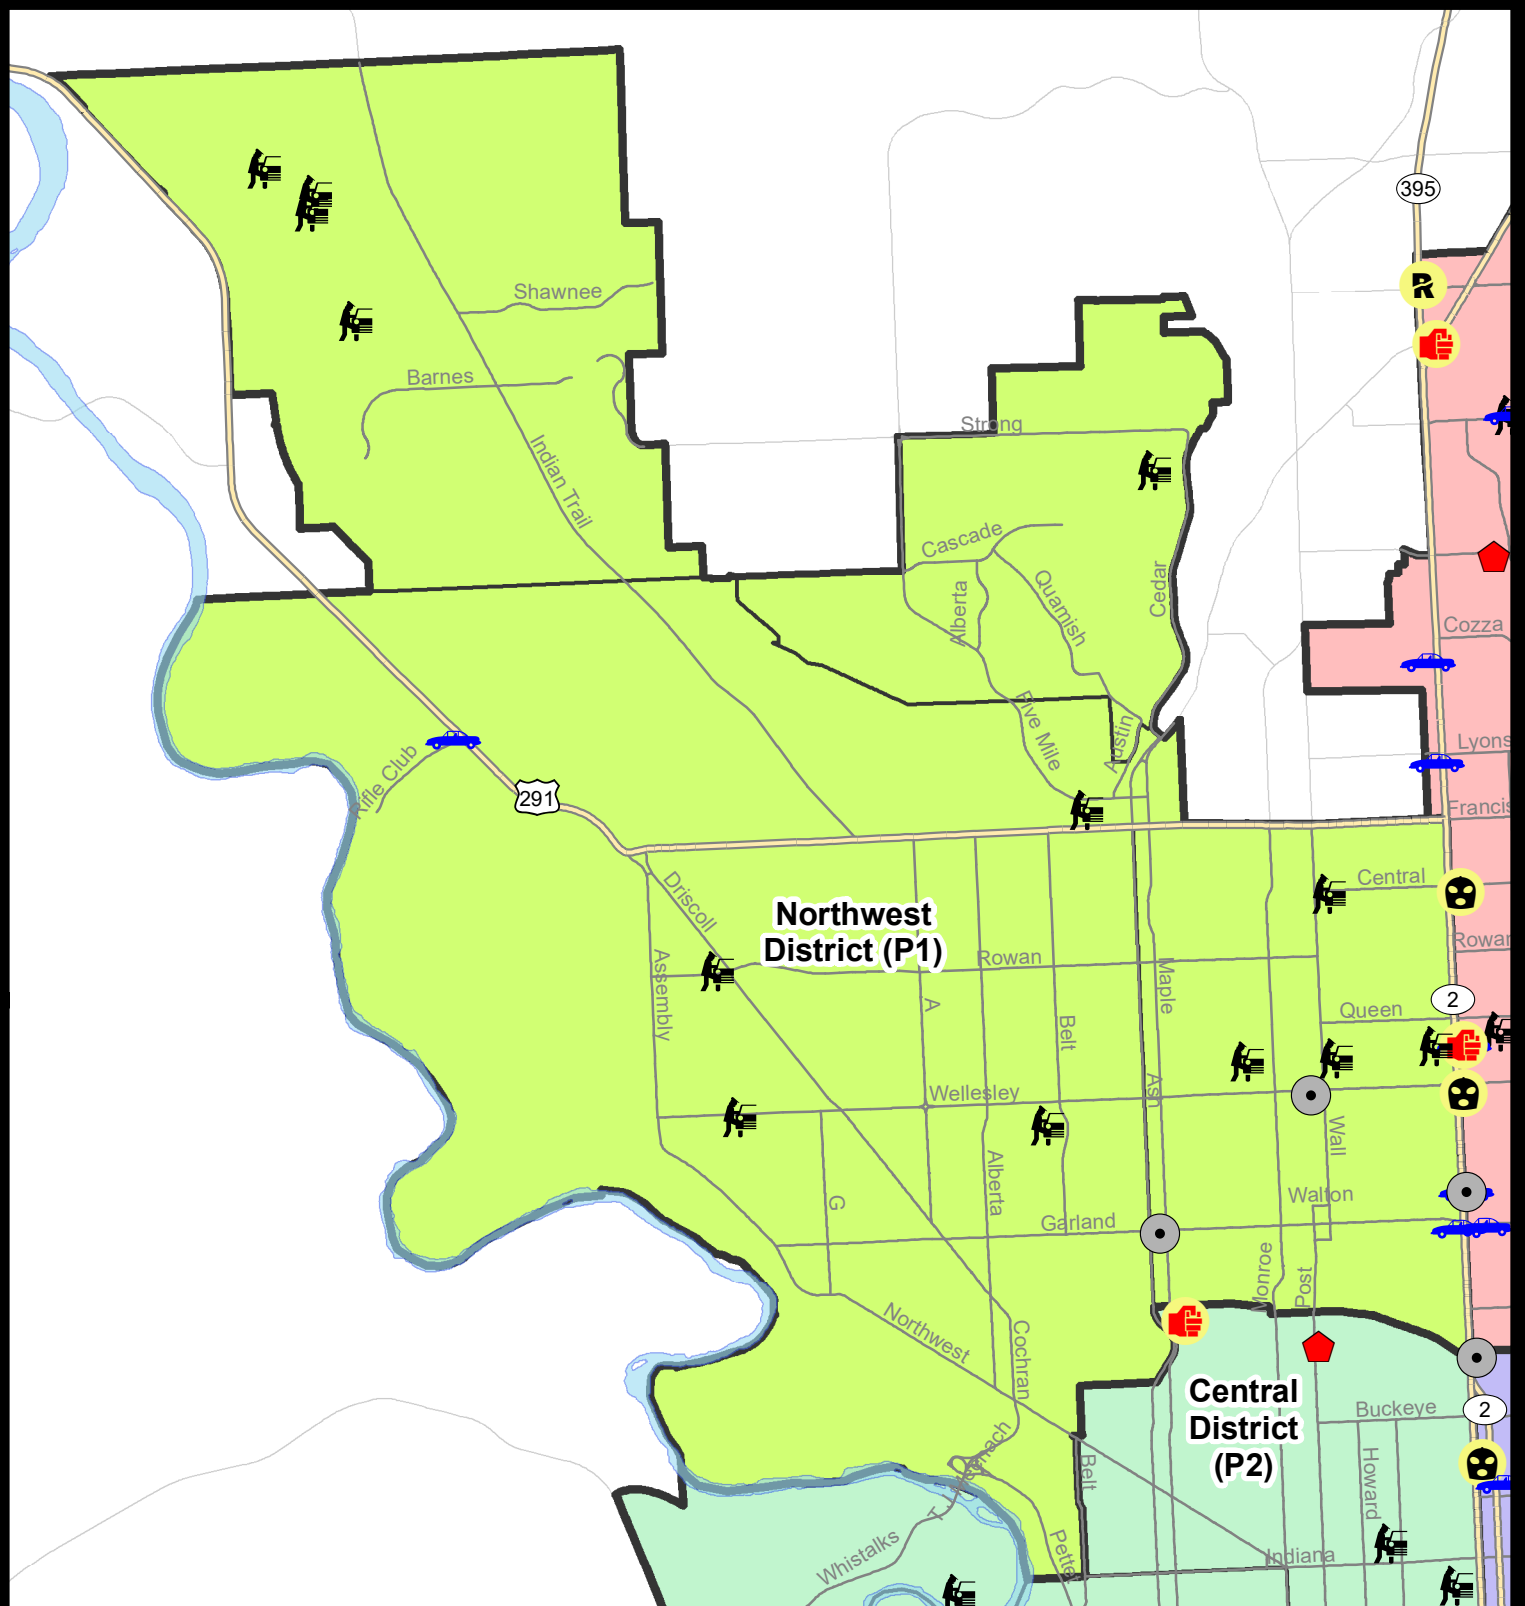 395
Shawnee
Barnes
Strong
Indian Trail
Cascade
Alberta
Quamish
Cedar
Cozza
Five Mile
Austin
Lyons
Rifle Club
291
Francis
Driscoll
Central
Northwest
District (P1)
Rowan
Rowan
Assembly
A
Belt
Maple
2
Queen
Ash
Wellesley
Wall
Alberta
G
Walton
Garland
Monroe
Post
Northwest
Cochran
Central
District
(P2)
Buckeye
2
Belt
Howard
Whistalks
Indiana